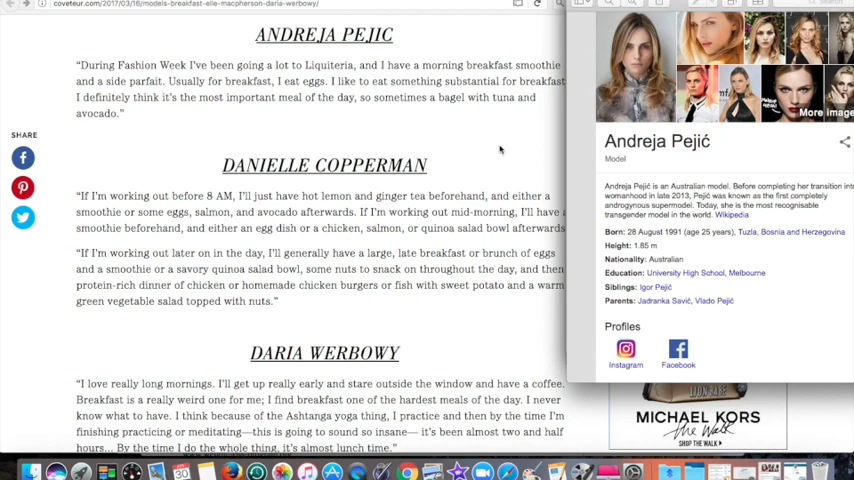 coveteur.com/2017/03/16/models-breakfast-elle-macpherson-daria-werbowy/
ANDREJA PEJIC
“During Fashion Week I've been going a lot to Liquiteria, and I have a morning breakfast smoothie
and a side parfait. Usually for breakfast, I eat eggs. I like to eat something substantial for breakfast
I definitely think it's the most important meal of the day, so sometimes a bagel with tuna and
avocado.”
SHARE
DANIELLE COPPERMAN
“If I'm working out before 8 AM, I'll just have hot lemon and ginger tea beforehand, and either a
smoothie or some eggs, salmon, and avocado afterwards. If I'm working out mid-morning, I'll have a
smoothie beforehand, and either an egg dish or a chicken, salmon, or quinoa salad bowl afterwards
“If I'm working out later on in the day, I'll generally have a large, late breakfast or brunch of eggs
and a smoothie or a savory quinoa salad bowl, some nuts to snack on throughout the day, and then
protein-rich dinner of chicken or homemade chicken burgers or fish with sweet potato and a warm
green vegetable salad topped with nuts.”
DARIA WERBOWY
“I love really long mornings. I'll get up really early and stare outside the window and have a coffee.
Breakfast is a really weird one for me; I find breakfast one of the hardest meals of the day. I never
know what to have. I think because of the Ashtanga yoga thing, I practice and then by the time I'm
finishing practicing or meditating—this is going to sound so insane— it's been almost two and half
hours... By the time I do the whole thing, it's almost lunch time.”
Search
More image
Andreja Pejić
Model
Andreja Pejić is an Australian model. Before completing her transition into
womanhood in late 2013, Pejić was known as the first completely
androgynous supermodel. Today, she is the most recognisable
transgender model in the world. Wikipedia
Born: 28 August 1991 (age 25 years), Tuzla, Bosnia and Herzegovina
Height: 1.85 m
Nationality: Australian
Education: University High School, Melbourne
Siblings: Igor Pejić
Parents: Jadranka Savić, Vlado Pejić
Profiles
Instagram
Facebook
MICHAEL KORS
The Walk
SHOP THE WALK
30